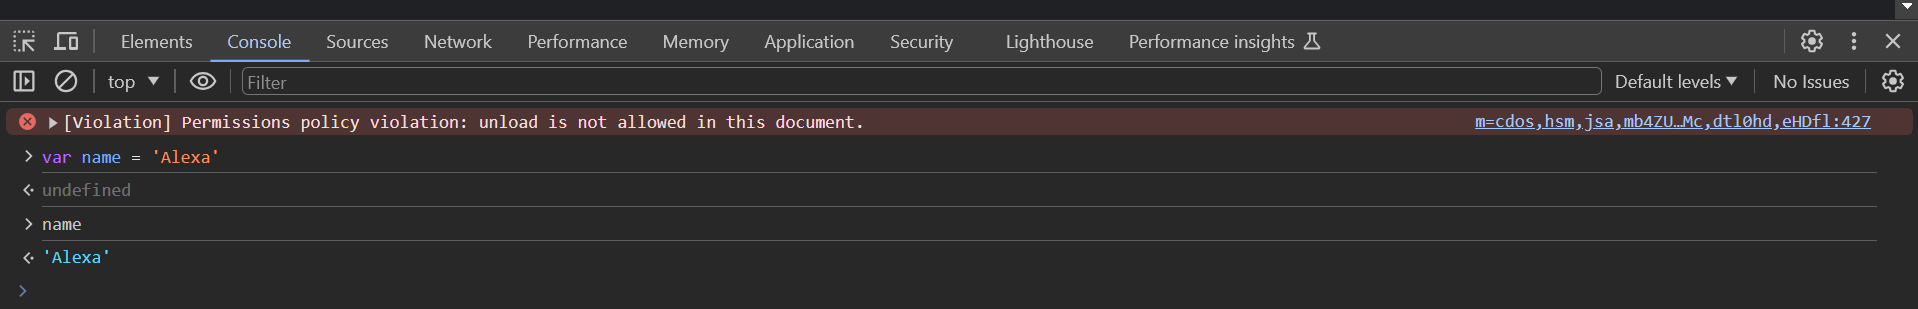 Elements Console Sources Network Performance Memory Application Security Lighthouse Performance insights
top Filter Default levels No Issues
[Violation] Permissions policy violation: unload is not allowed in this document. m=cdos,hsm,jsa,mb4ZU…Mc,dtl0hd,eHDfl:427
> var name = 'Alexa'
undefined
> name
'Alexa'
>